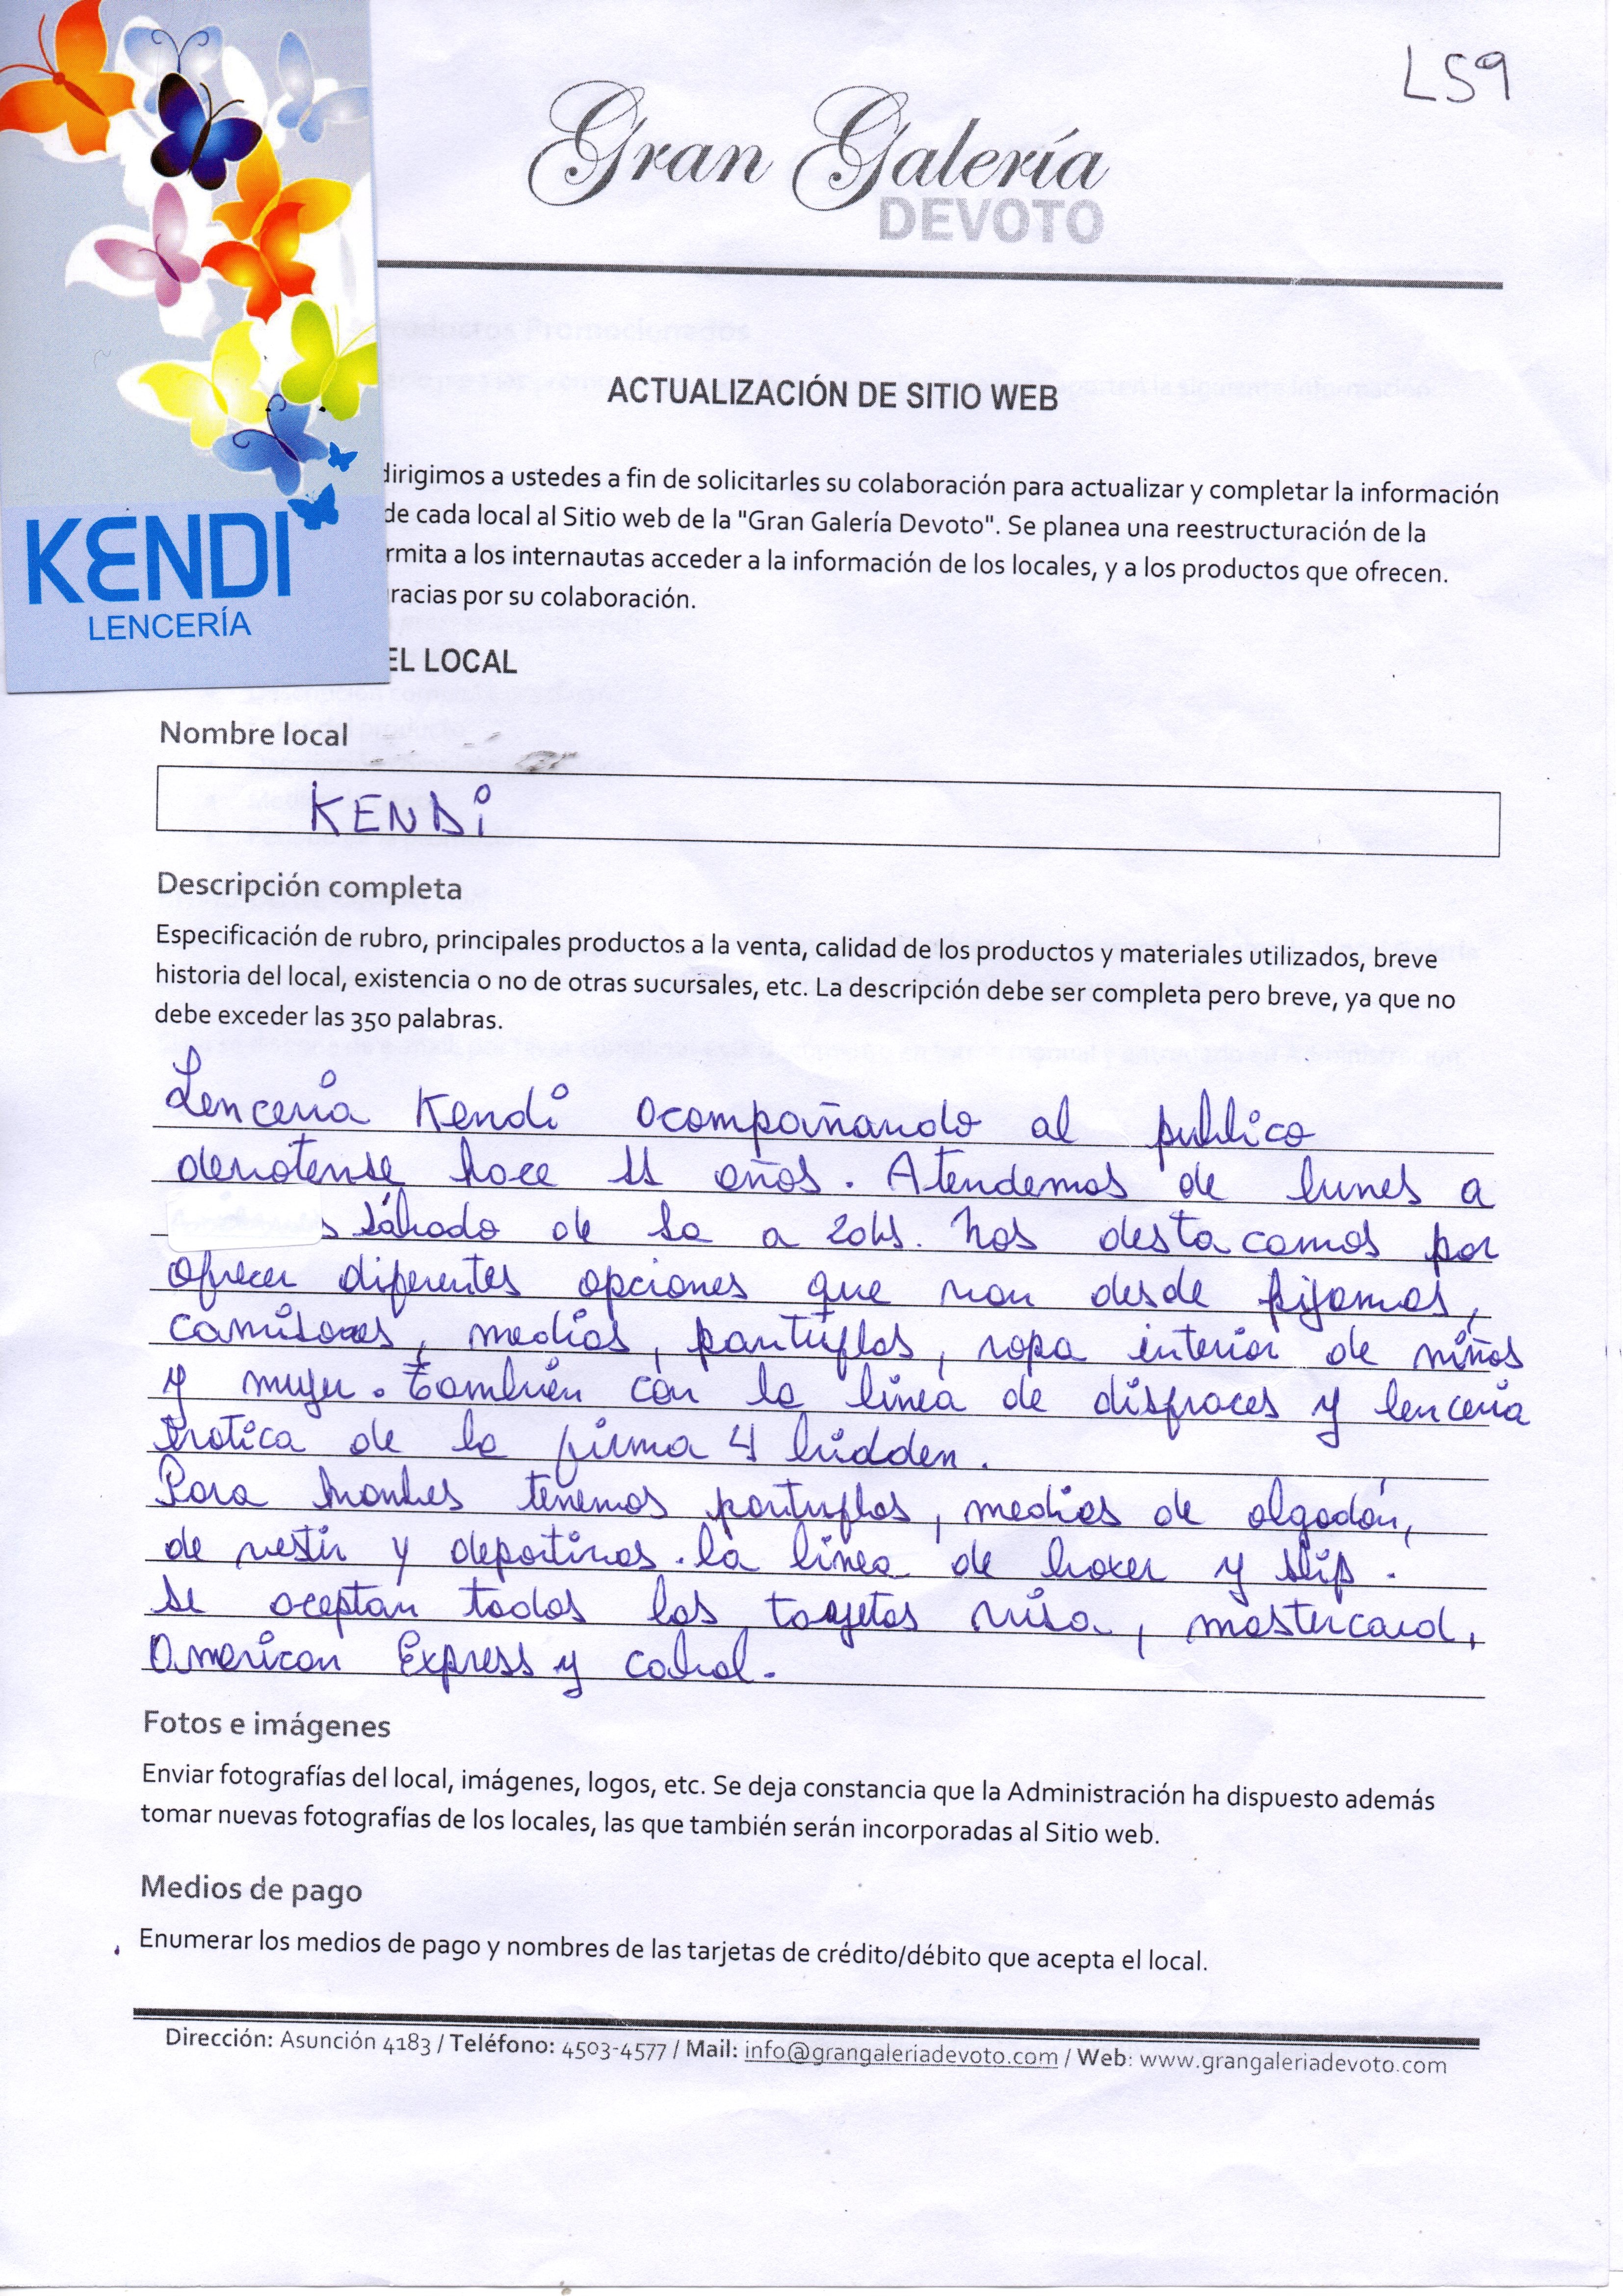 L59
Gran Galería
DEVOTO
ACTUALIZACIÓN DE SITIO WEB
dirigimos a ustedes a fin de solicitarles su colaboración para actualizar y completar la información
de cada local al Sitio web de la "Gran Galería Devoto". Se planea una reestructuración de la
rmita a los internautas acceder a la información de los locales, y a los productos que ofrecen.
racias por su colaboración.
KENDI
LENCERÍA
EL LOCAL
Nombre local
KENDi
Descripción completa
Especificación de rubro, principales productos a la venta, calidad de los productos y materiales utilizados, breve
historia del local, existencia o no de otras sucursales, etc. La descripción debe ser completa pero breve, ya que no
debe exceder las 350 palabras.
Lencería Kendi acompañando al publico
devotense hace 11 años. Atendemos de lunes a
sábado de 10 a 20hs. Nos destacamos por
ofrecer diferentes opciones que van desde pijamas,
camisones, medias, pantuflas, ropa interior de niños
y mujer. También con la línea de disfraces y lencería
erotica de la firma 4 hidden.
Para hombres tenemos pantuflas, medias de algodón,
de vestir y deportivas. la línea de boxer y slip.
Se aceptan todas las tarjetas visa, mastercard,
American Express y cabal.
Fotos e imágenes
Enviar fotografías del local, imágenes, logos, etc. Se deja constancia que la Administración ha dispuesto además
tomar nuevas fotografías de los locales, las que también serán incorporadas al Sitio web.
Medios de pago
Enumerar los medios de pago y nombres de las tarjetas de crédito/débito que acepta el local.
Dirección: Asunción 4183 / Teléfono: 4503-4577 / Mail: info@grangaleriadevoto.com / Web: www.grangaleriadevoto.com